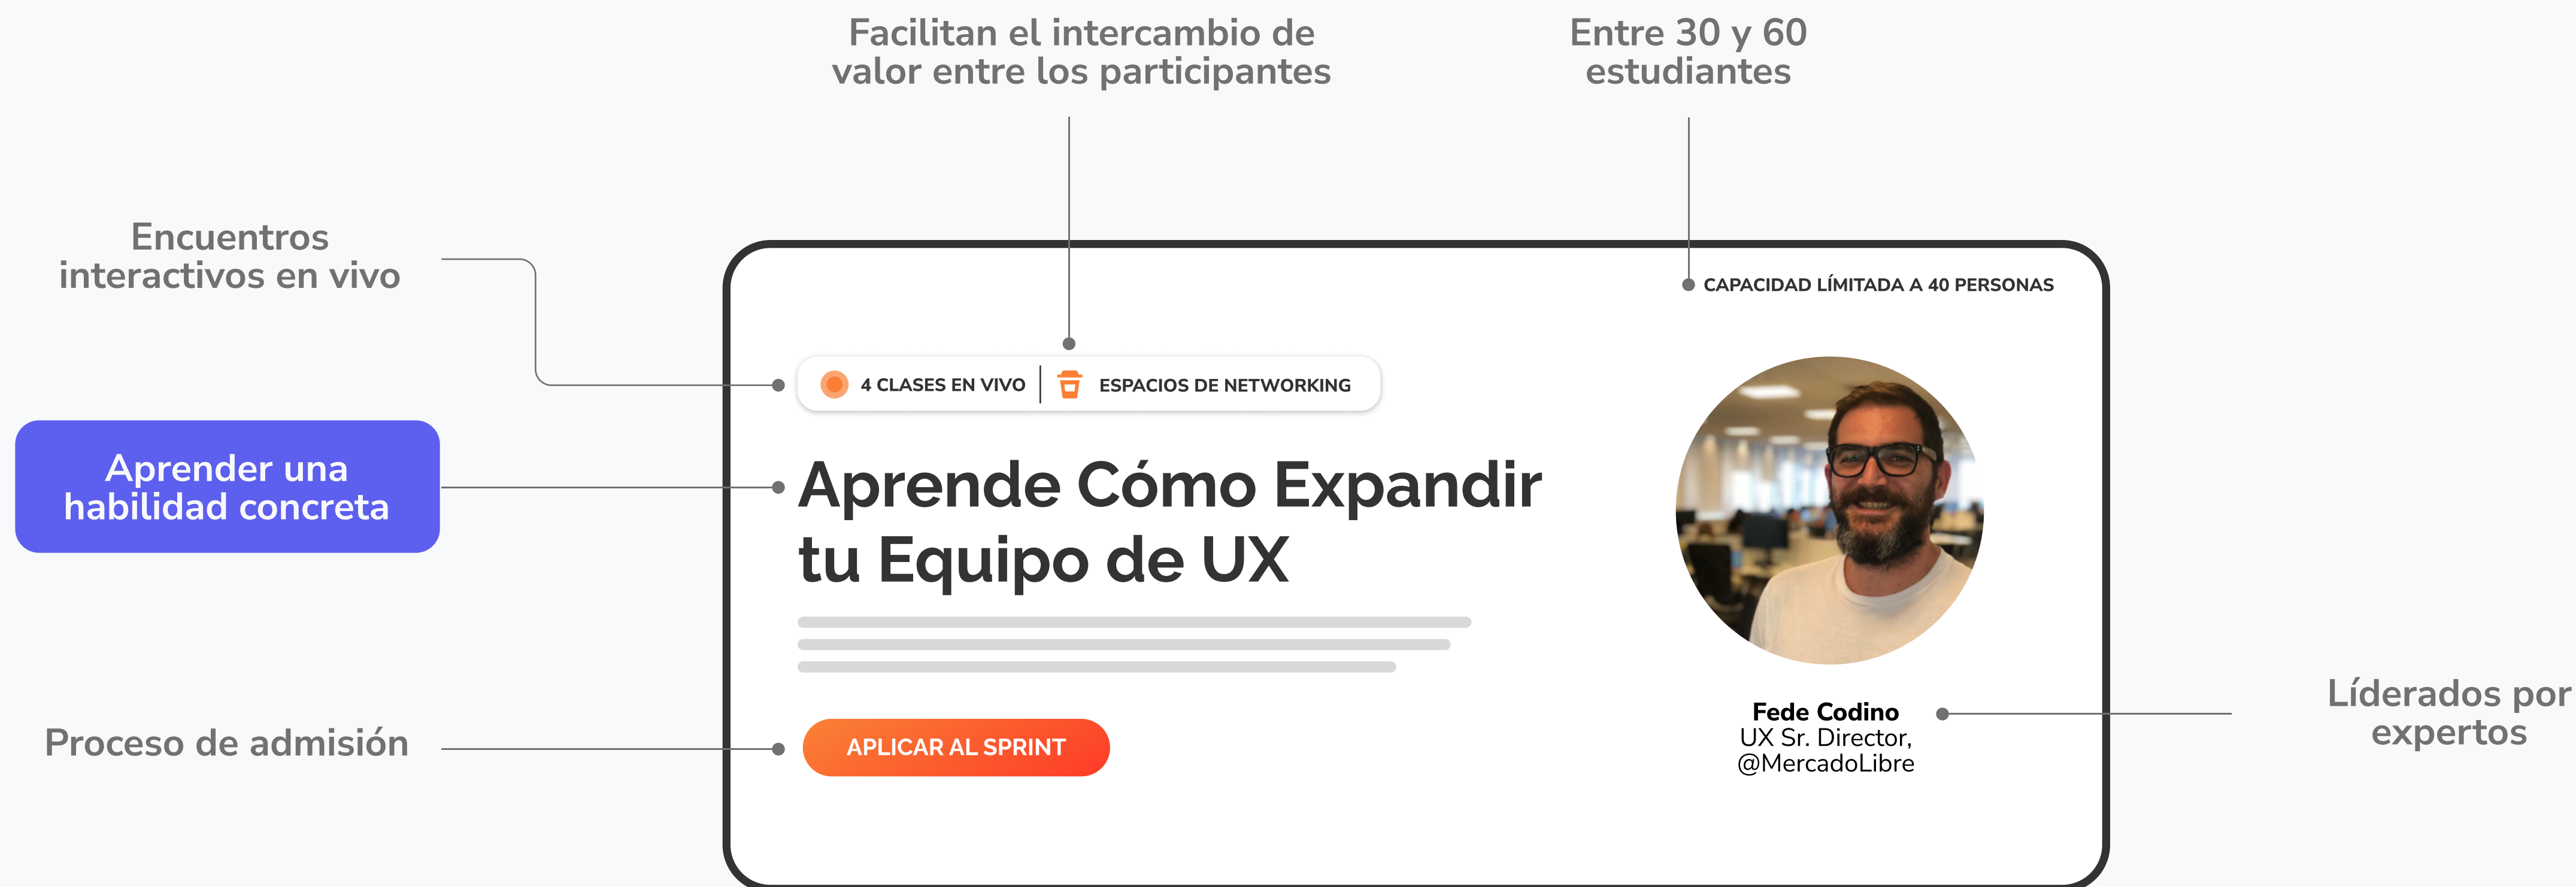 Facilitan el intercambio de
valor entre los participantes
Entre 30 y 60
estudiantes
Encuentros
interactivos en vivo
CAPACIDAD LÍMITADA A 40 PERSONAS
4 CLASES EN VIVO
ESPACIOS DE NETWORKING
Aprender una
habilidad concreta
Aprende Cómo Expandir
tu Equipo de UX
Proceso de admisión
APLICAR AL SPRINT
Fede Codino
UX Sr. Director,
@MercadoLibre
Líderados por
expertos